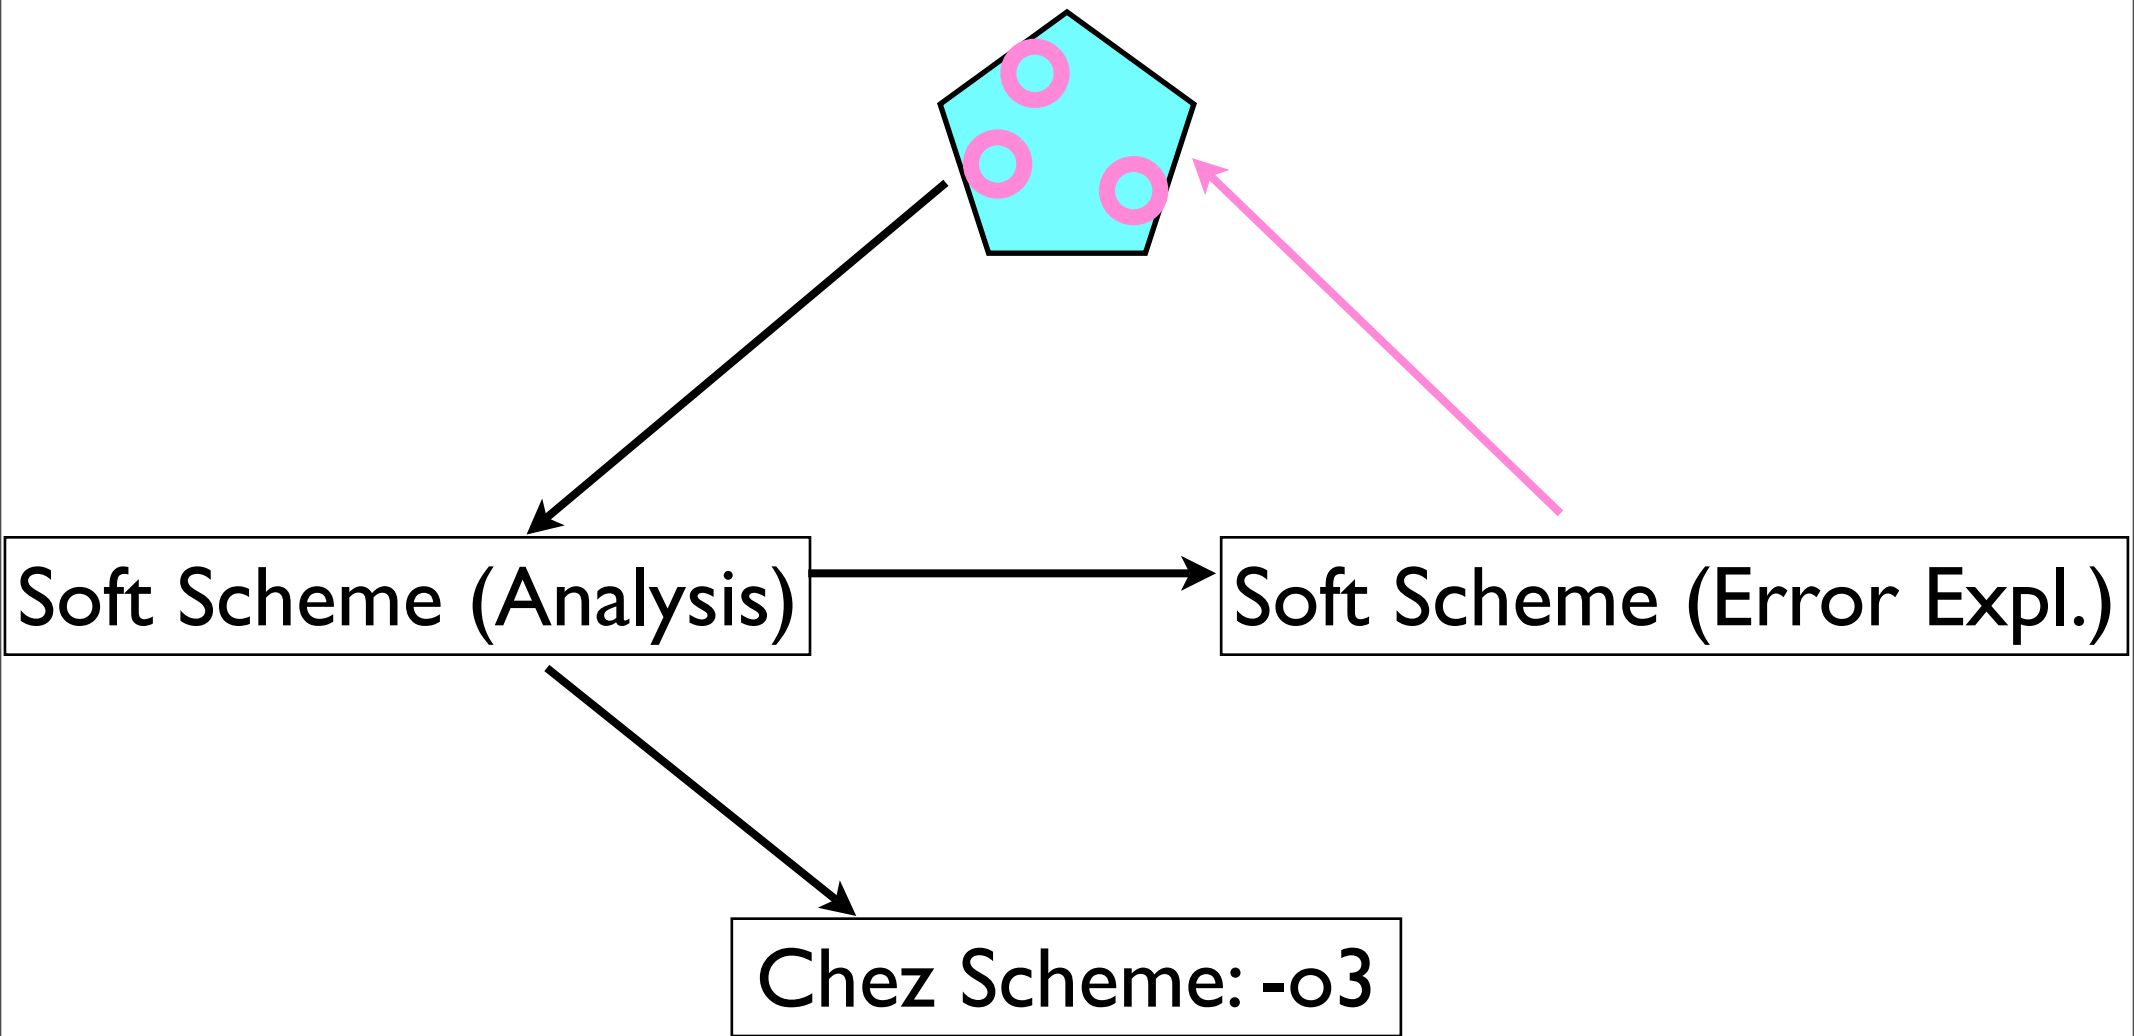 Soft Scheme (Analysis)
Soft Scheme (Error Expl.)
Chez Scheme: -o3